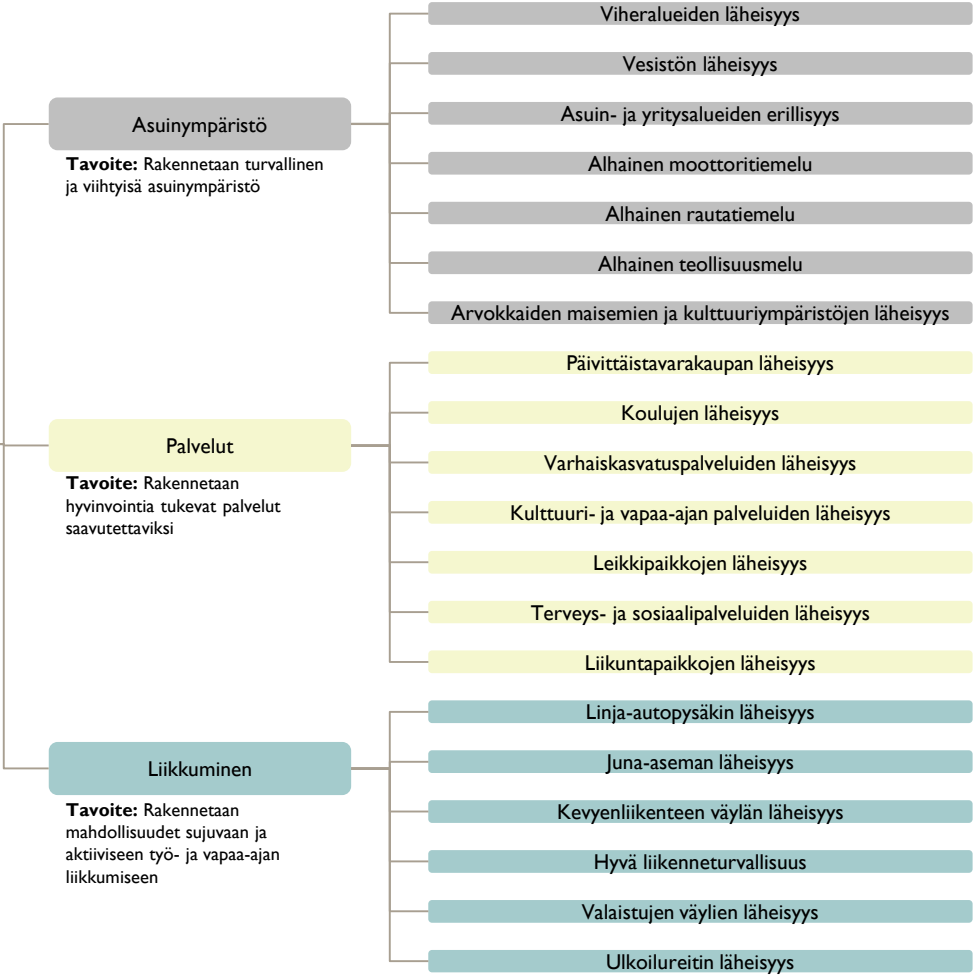 Viheralueiden läheisyys
Vesistön läheisyys
Asuin- ja yritysalueiden erillisyys
Asuinympäristö
Tavoite: Rakennetaan turvallinen
ja viihtyisä asuinympäristö
Alhainen moottoritiemelu
Alhainen rautatiemelu
Alhainen teollisuusmelu
Arvokkaiden maisemien ja kulttuuriympäristöjen läheisyys
Päivittäistavarakaupan läheisyys
Koulujen läheisyys
Palvelut
Tavoite: Rakennetaan
hyvinvointia tukevat palvelut
saavutettaviksi
Varhaiskasvatuspalveluiden läheisyys
Kulttuuri- ja vapaa-ajan palveluiden läheisyys
Leikkipaikkojen läheisyys
Terveys- ja sosiaalipalveluiden läheisyys
Liikuntapaikkojen läheisyys
Linja-autopysäkin läheisyys
Juna-aseman läheisyys
Liikkuminen
Tavoite: Rakennetaan
mahdollisuudet sujuvaan ja
aktiiviseen työ- ja vapaa-ajan
liikkumiseen
Kevyenliikenteen väylän läheisyys
Hyvä liikenneturvallisuus
Valaistujen väylien läheisyys
Ulkoilureitin läheisyys